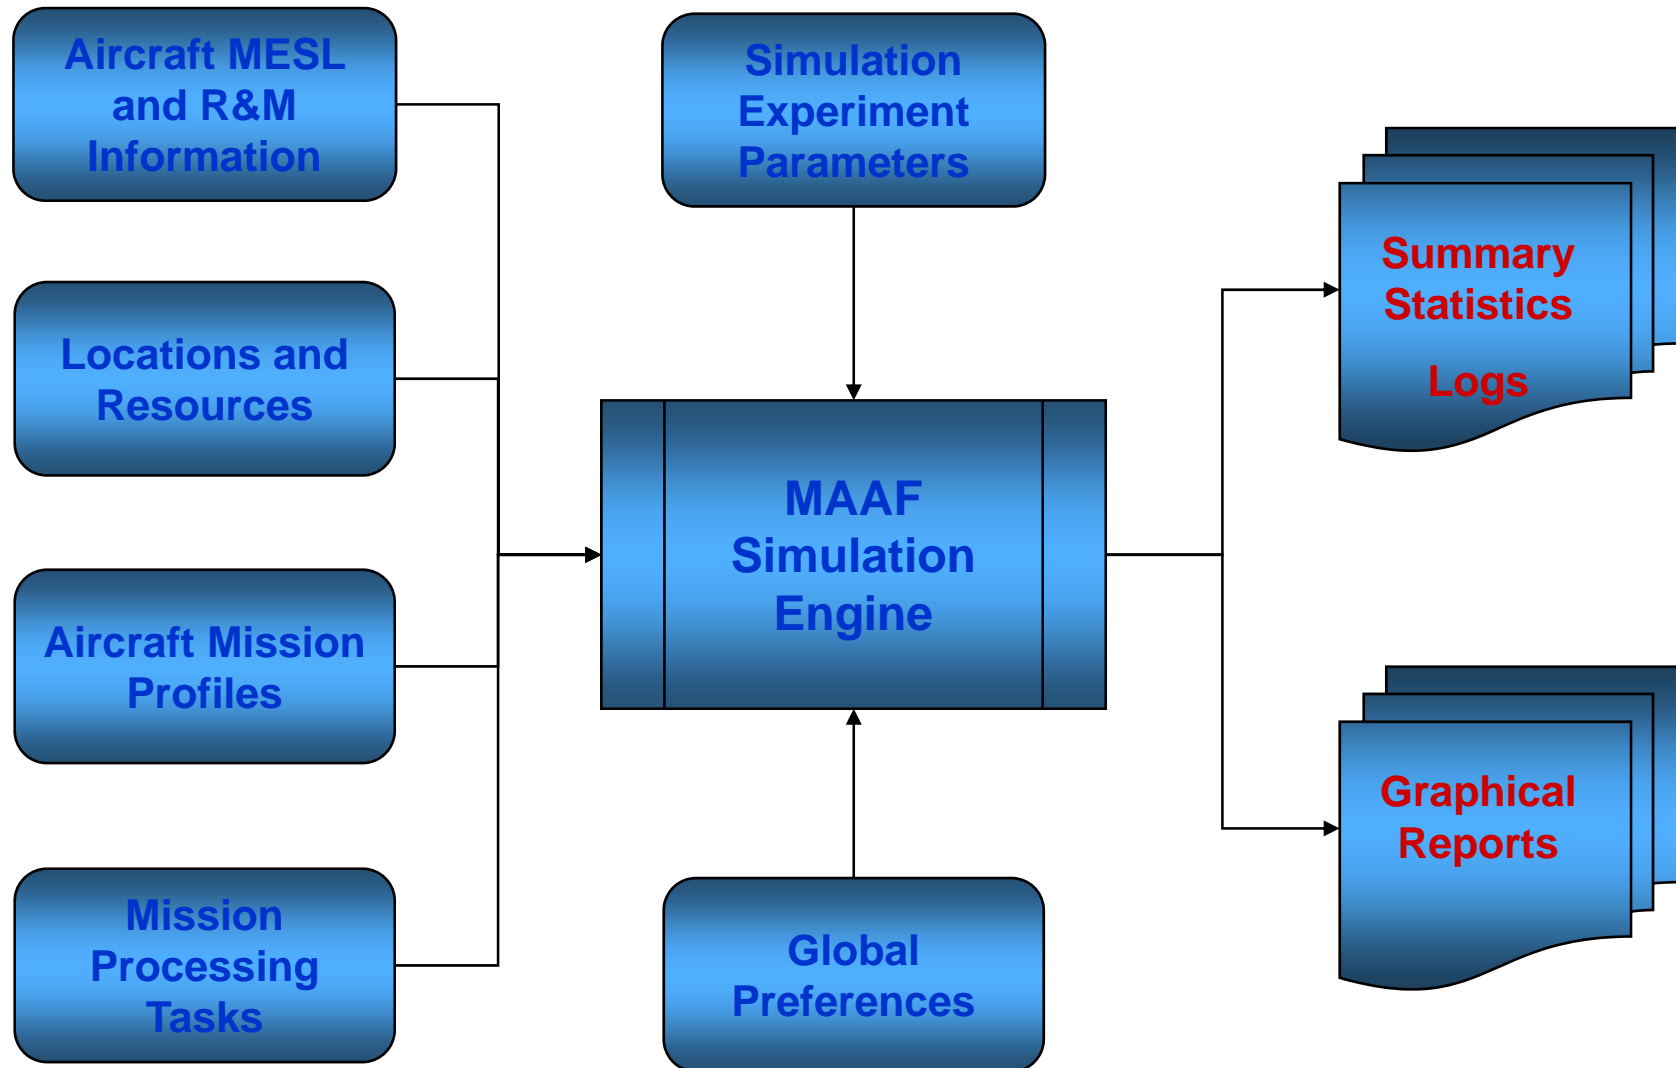 Aircraft MESL
and R&M
Information
Simulation
Experiment
Parameters
Summary
Statistics
Logs
Locations and
Resources
MAAF
Simulation
Engine
Aircraft Mission
Profiles
Graphical
Reports
Mission
Processing
Tasks
Global
Preferences